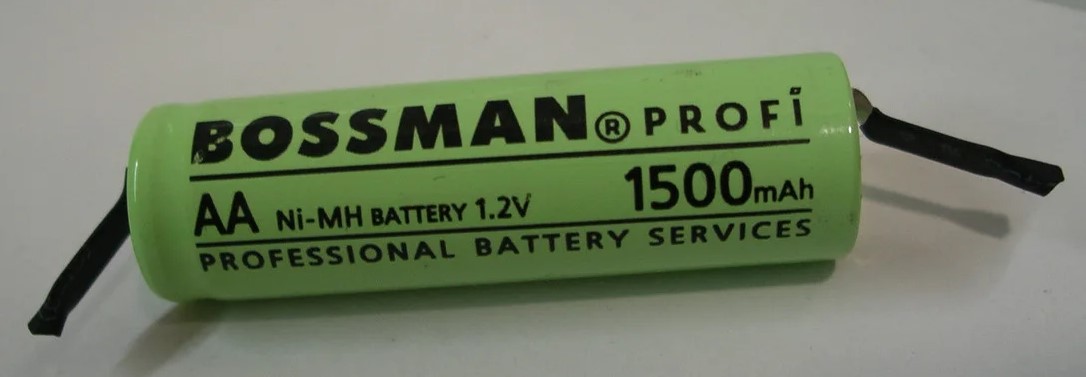 BOSSMAN® PROFi
AA Ni-MH BATTERY 1.2V 1500mAh
PROFESSIONAL BATTERY SERVICES